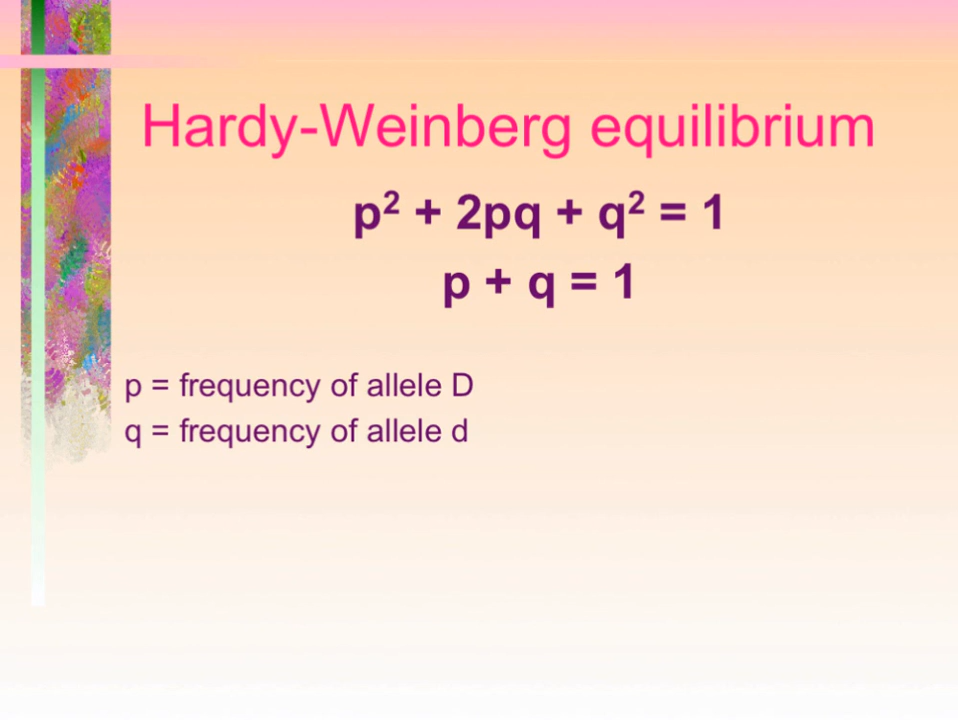 Hardy-Weinberg equilibrium
p² + 2pq + q² = 1
p + q = 1
p = frequency of allele D
q = frequency of allele d